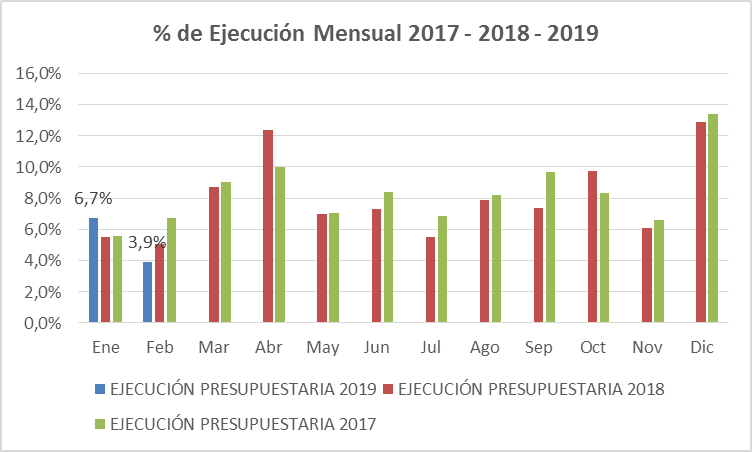 % de Ejecución Mensual 2017 - 2018 - 2019
16,0%
14,0%
12,0%
10,0%
8,0%
6,0%
4,0%
2,0%
0,0%
6,7%
3,9%
Ene Feb Mar Abr May Jun Jul Ago Sep Oct Nov Dic
EJECUCIÓN PRESUPUESTARIA 2019 EJECUCIÓN PRESUPUESTARIA 2018
EJECUCIÓN PRESUPUESTARIA 2017